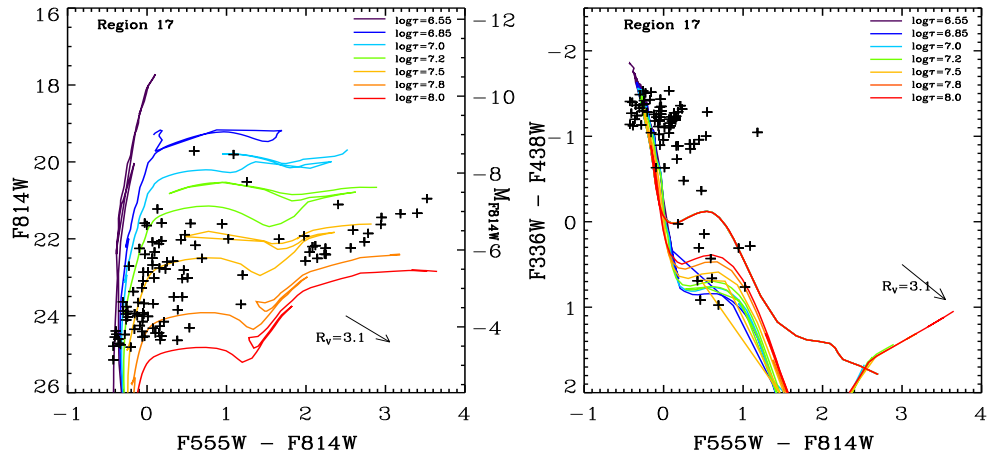 Region 17
logτ=6.55
logτ=6.85
logτ=7.0
logτ=7.2
logτ=7.5
logτ=7.8
logτ=8.0
16
18
20
22
24
26
F814W
−12
−10
−8
−6
−4
M_F814W
R_V=3.1
−1 0 1 2 3 4
F555W − F814W
Region 17
logτ=6.55
logτ=6.85
logτ=7.0
logτ=7.2
logτ=7.5
logτ=7.8
logτ=8.0
−2
−1
0
1
2
F336W − F438W
R_V=3.1
−1 0 1 2 3 4
F555W − F814W